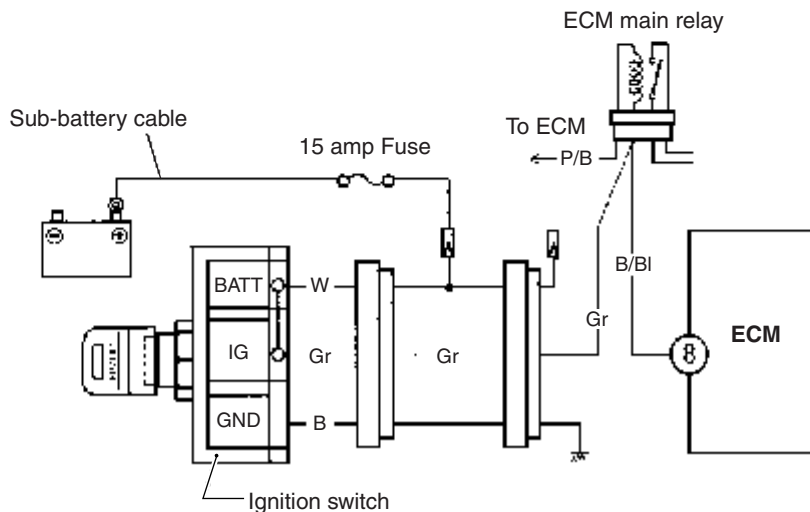 ECM main relay
Sub-battery cable
To ECM
15 amp Fuse
P/B
BATT
W
B/Bl
Gr
IG
Gr
Gr
8
ECM
GND
B
Ignition switch